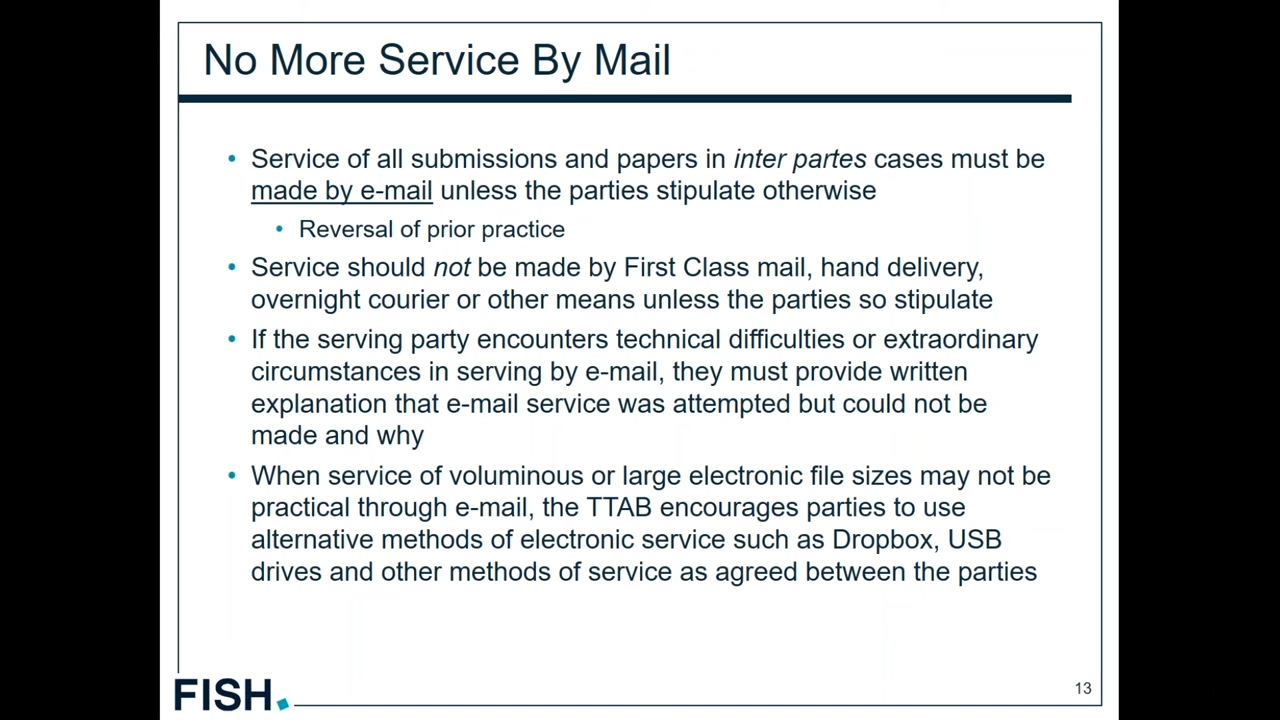 No More Service By Mail
• Service of all submissions and papers in inter partes cases must be
made by e-mail unless the parties stipulate otherwise
• Reversal of prior practice
• Service should not be made by First Class mail, hand delivery,
overnight courier or other means unless the parties so stipulate
• If the serving party encounters technical difficulties or extraordinary
circumstances in serving by e-mail, they must provide written
explanation that e-mail service was attempted but could not be
made and why
• When service of voluminous or large electronic file sizes may not be
practical through e-mail, the TTAB encourages parties to use
alternative methods of electronic service such as Dropbox, USB
drives and other methods of service as agreed between the parties
FISH.
13